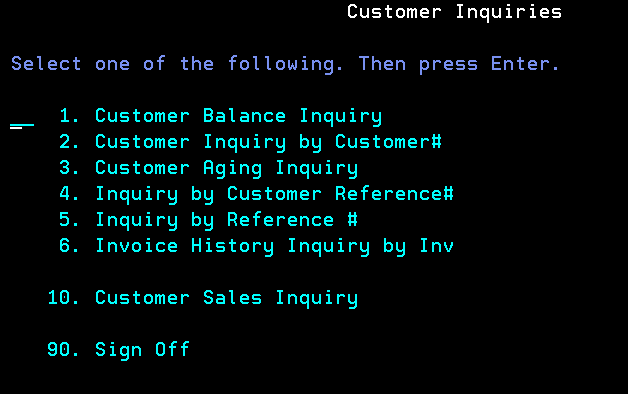 Customer Inquiries
Select one of the following. Then press Enter.
__ 1. Customer Balance Inquiry
2. Customer Inquiry by Customer#
3. Customer Aging Inquiry
4. Inquiry by Customer Reference#
5. Inquiry by Reference #
6. Invoice History Inquiry by Inv
10. Customer Sales Inquiry
90. Sign Off